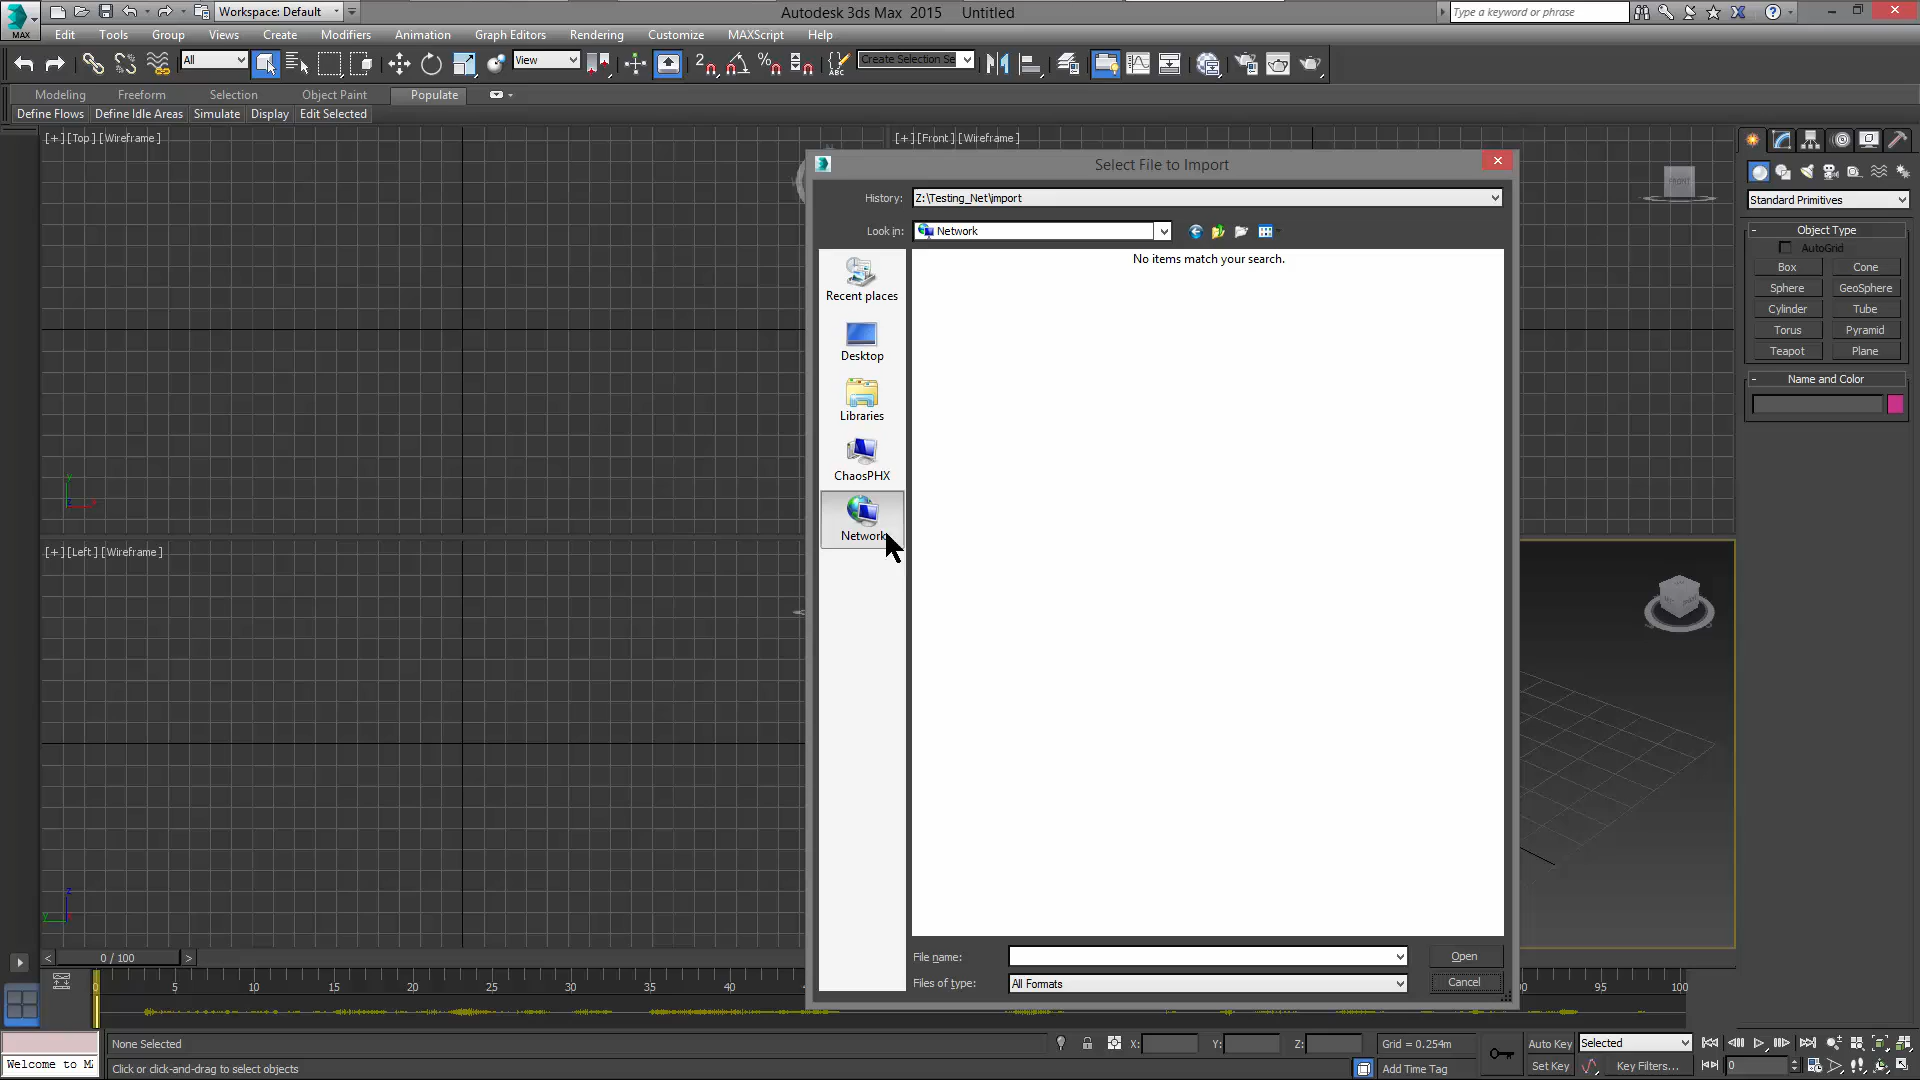 MAX
Workspace: Default
Autodesk 3ds Max 2015 Untitled
Type a keyword or phrase
Edit Tools Group Views Create Modifiers Animation Graph Editors Rendering Customize MAXScript Help
All
View
Create Selection Se
Modeling Freeform Selection Object Paint Populate
Define Flows Define Idle Areas Simulate Display Edit Selected
[+] [Top] [Wireframe]
[+] [Front] [Wireframe]
Select File to Import
History: Z:\Testing_Net\import
Look in: Network
No items match your search.
Recent places
Desktop
Libraries
ChaosPHX
Network
File name:
Open
Files of type: All Formats
Cancel
FRONT
Standard Primitives
Object Type
AutoGrid
Box Cone
Sphere GeoSphere
Cylinder Tube
Torus Pyramid
Teapot Plane
Name and Color
[+] [Left] [Wireframe]
0 / 100
0 5 10 15 20 25 30 35 40 95 100
None Selected
X: Y: Z: Grid = 0.254m
Auto Key Selected
Welcome to M
Click or click-and-drag to select objects
Add Time Tag
Set Key Key Filters...
0